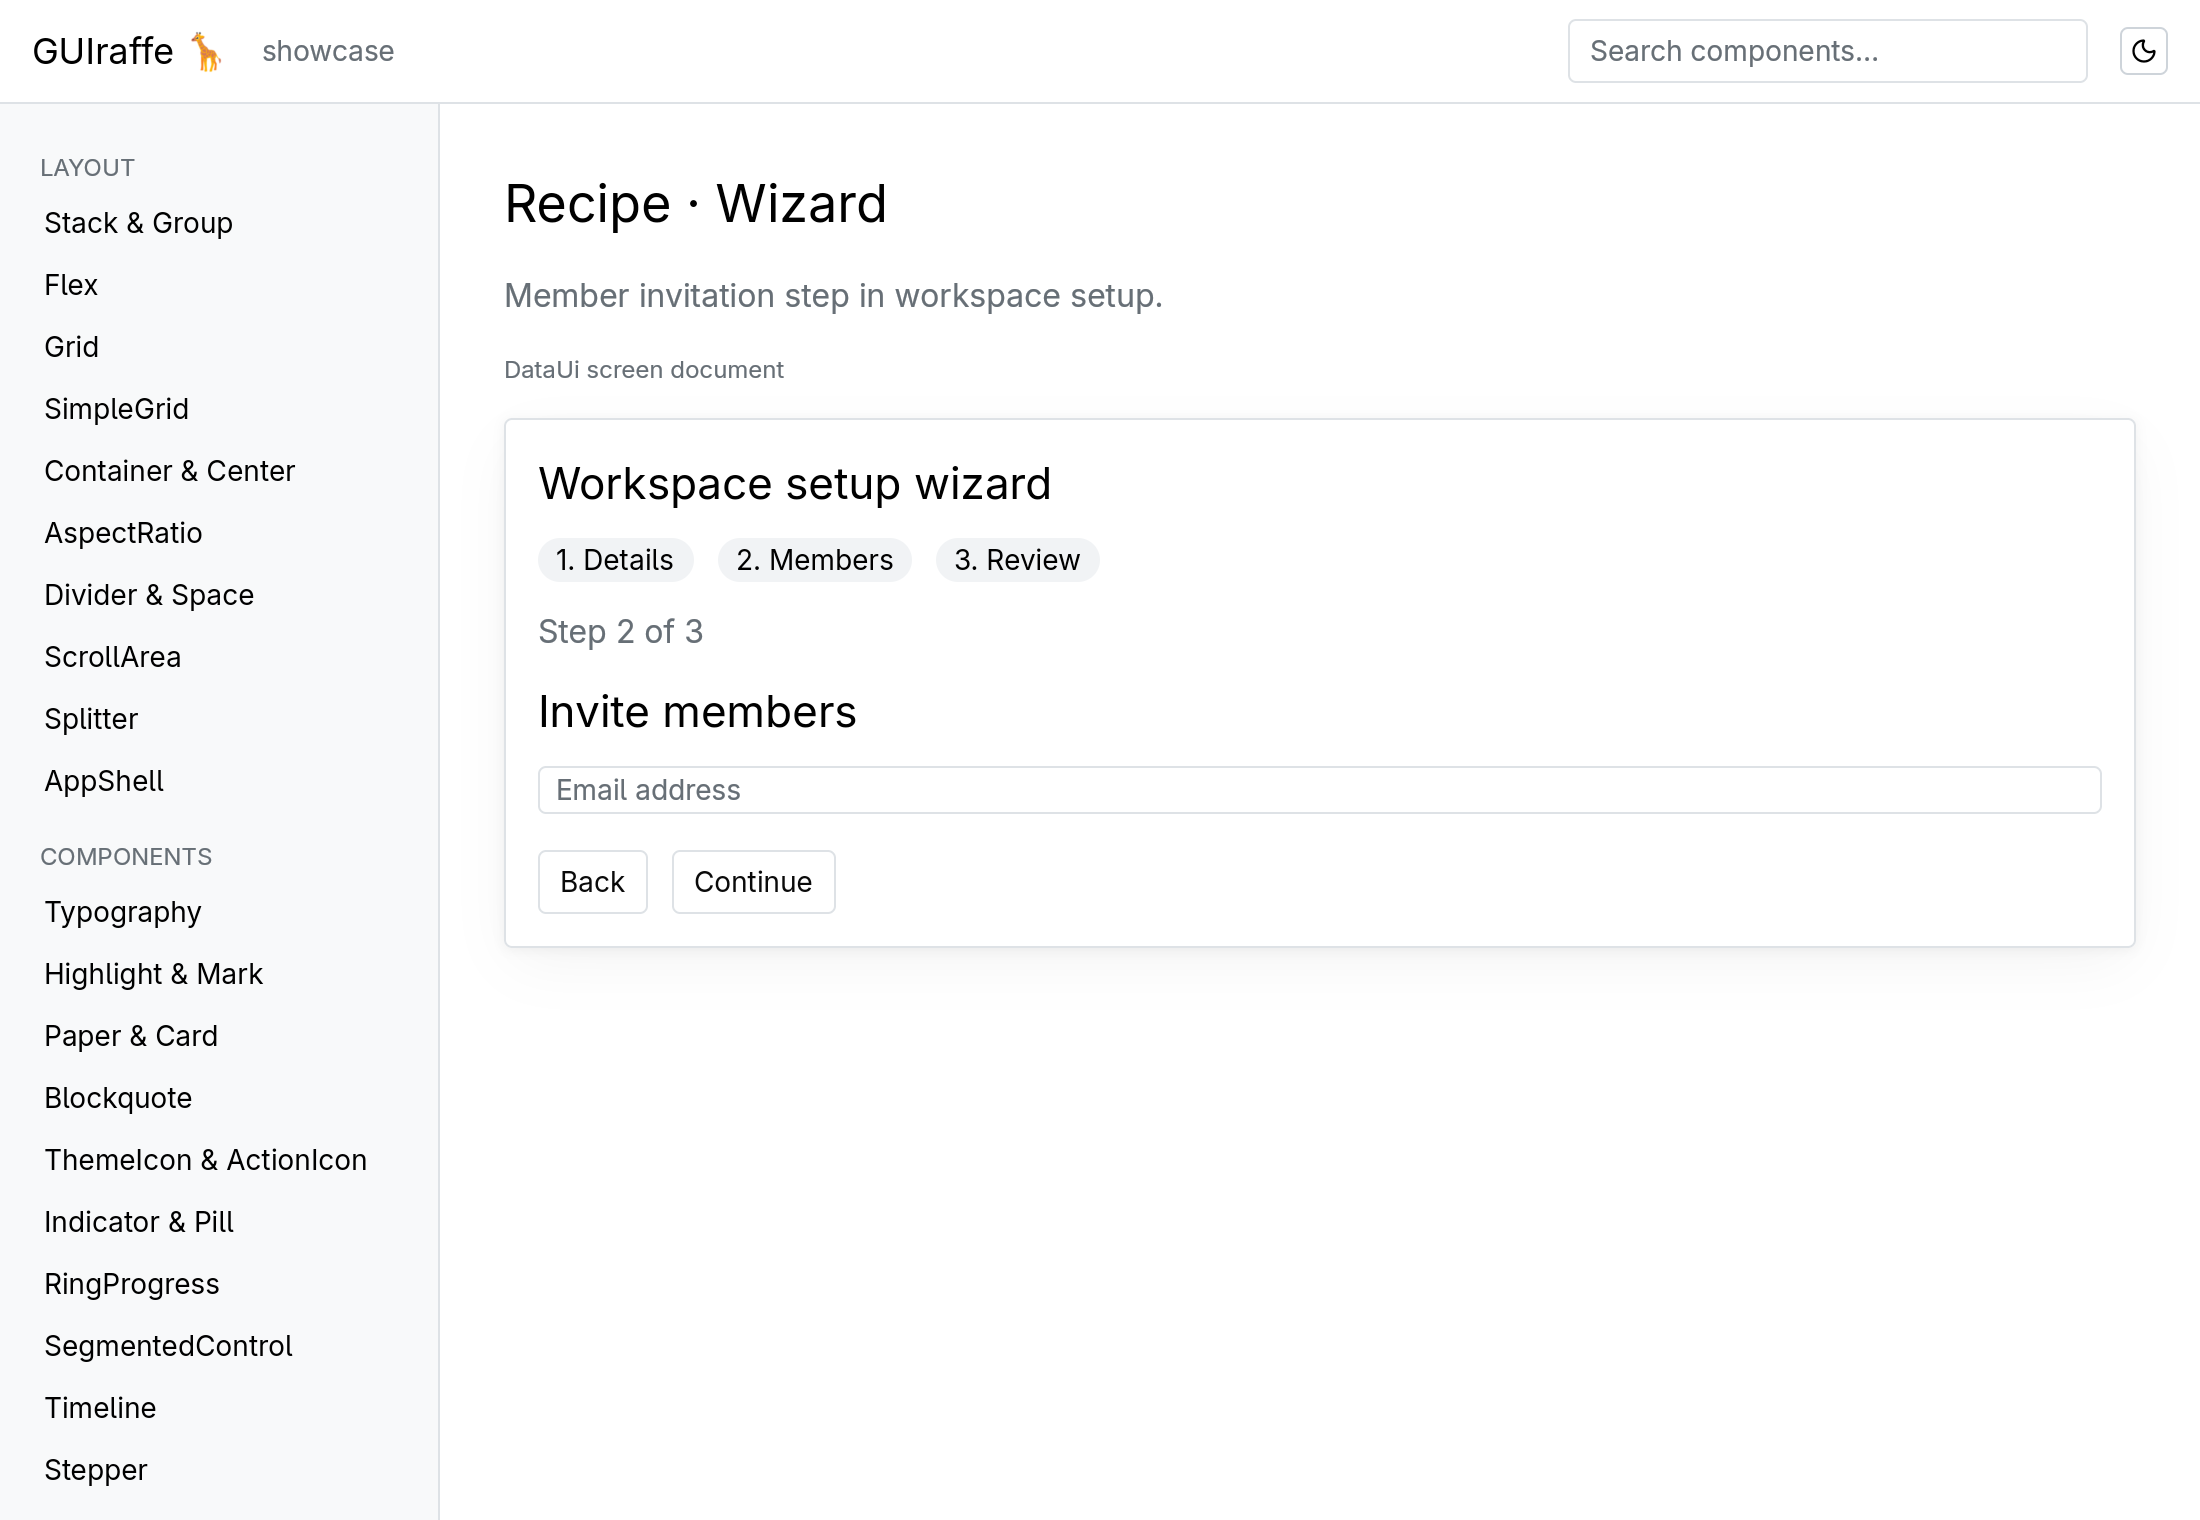 GUIraffe 🦒 showcase
Search components...
LAYOUT
Stack & Group
Flex
Grid
SimpleGrid
Container & Center
AspectRatio
Divider & Space
ScrollArea
Splitter
AppShell
COMPONENTS
Typography
Highlight & Mark
Paper & Card
Blockquote
ThemeIcon & ActionIcon
Indicator & Pill
RingProgress
SegmentedControl
Timeline
Stepper
Recipe · Wizard
Member invitation step in workspace setup.
DataUi screen document
Workspace setup wizard
1. Details 2. Members 3. Review
Step 2 of 3
Invite members
Email address
Back Continue